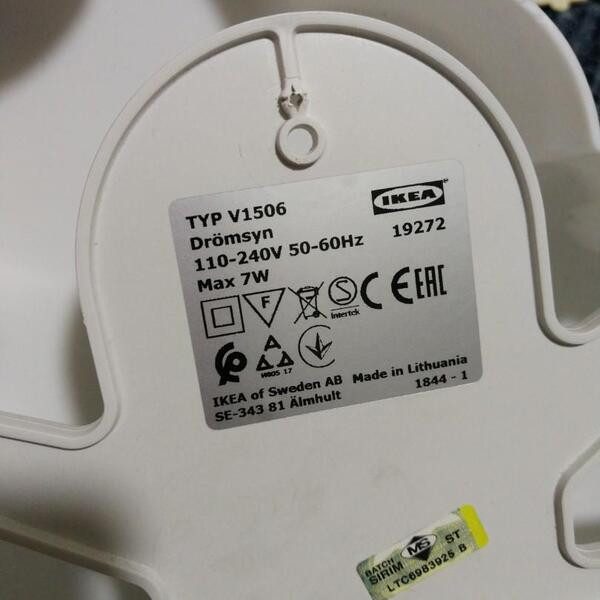 TYP V1506
Drömsyn
110-240V 50-60Hz
Max 7W
IKEA
19272
F
S
Intertek
CE EAC
И005 17
IKEA of Sweden AB
SE-343 81 Älmhult
Made in Lithuania
1844 - 1
BATCH MS ST
SIRIM
LTC6983925 B